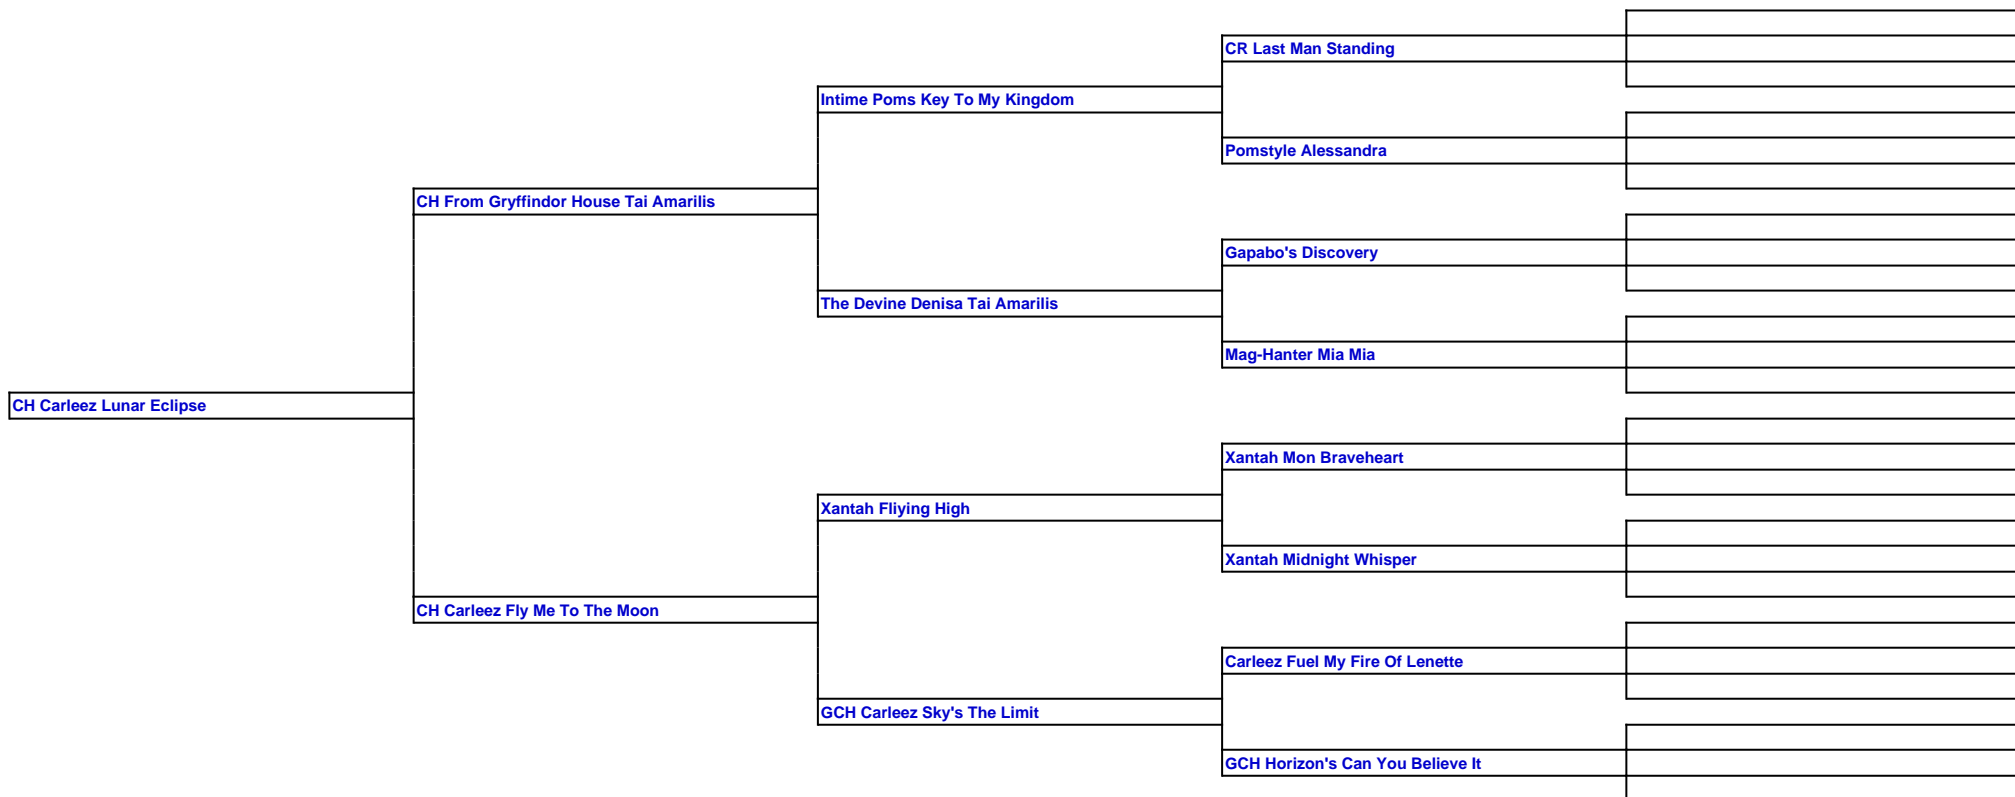 CR Last Man Standing
Intime Poms Key To My Kingdom
Pomstyle Alessandra
CH From Gryffindor House Tai Amarilis
Gapabo's Discovery
The Devine Denisa Tai Amarilis
Mag-Hanter Mia Mia
CH Carleez Lunar Eclipse
Xantah Mon Braveheart
Xantah Fliying High
Xantah Midnight Whisper
CH Carleez Fly Me To The Moon
Carleez Fuel My Fire Of Lenette
GCH Carleez Sky's The Limit
GCH Horizon's Can You Believe It